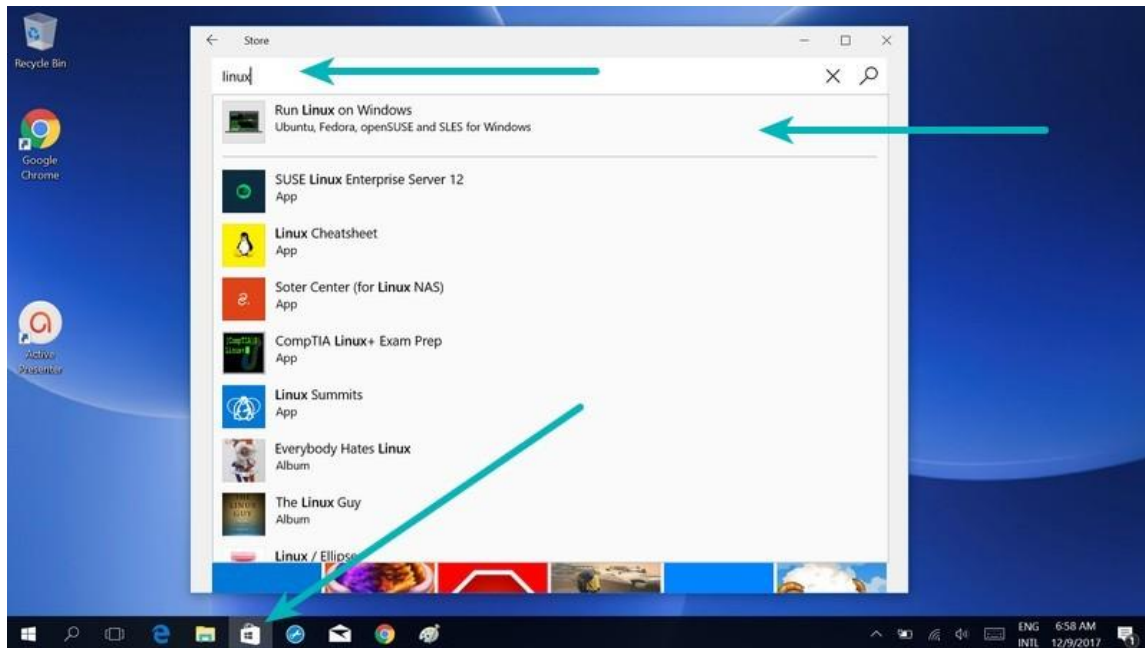 Recycle Bin
Google
Chrome
Active
Presenter
Store
linux
Run Linux on Windows
Ubuntu, Fedora, openSUSE and SLES for Windows
SUSE Linux Enterprise Server 12
App
Linux Cheatsheet
App
Soter Center (for Linux NAS)
App
CompTIA Linux+ Exam Prep
App
Linux Summits
App
Everybody Hates Linux
Album
The Linux Guy
Album
Linux / Ellipse
ENG
INTL
6:58 AM
12/9/2017